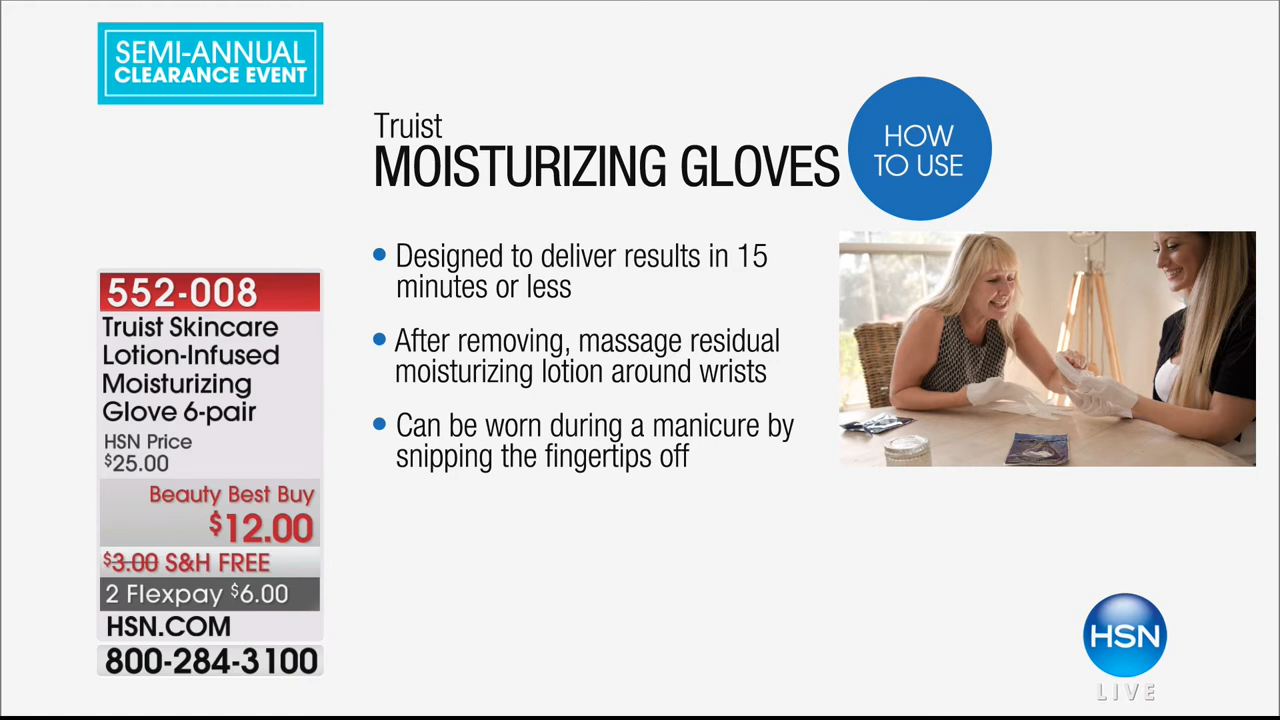 SEMI-ANNUAL
CLEARANCE EVENT
Truist
MOISTURIZING GLOVES
HOW
TO USE
• Designed to deliver results in 15
minutes or less
• After removing, massage residual
moisturizing lotion around wrists
• Can be worn during a manicure by
snipping the fingertips off
552-008
Truist Skincare
Lotion-Infused
Moisturizing
Glove 6-pair
HSN Price
$25.00
Beauty Best Buy
$12.00
$3.00 S&H FREE
2 Flexpay $6.00
HSN.COM
800-284-3100
HSN
LIVE